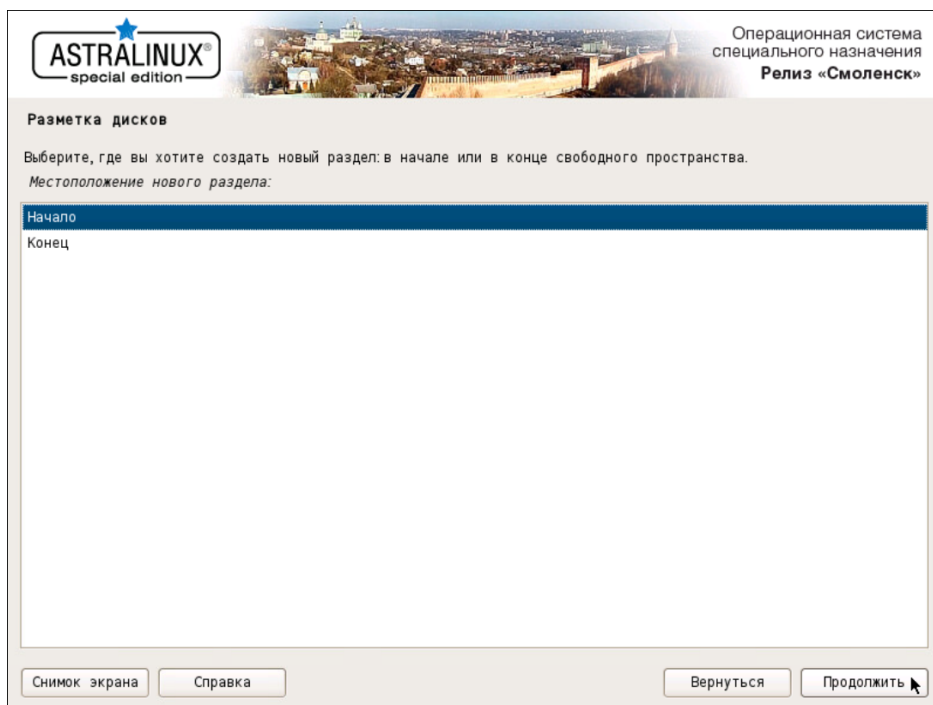 ASTRALINUX®
special edition
Операционная система
специального назначения
Релиз «Смоленск»
Разметка дисков
Выберите, где вы хотите создать новый раздел: в начале или в конце свободного пространства.
Местоположение нового раздела:
Начало
Конец
Снимок экрана
Справка
Вернуться
Продолжить